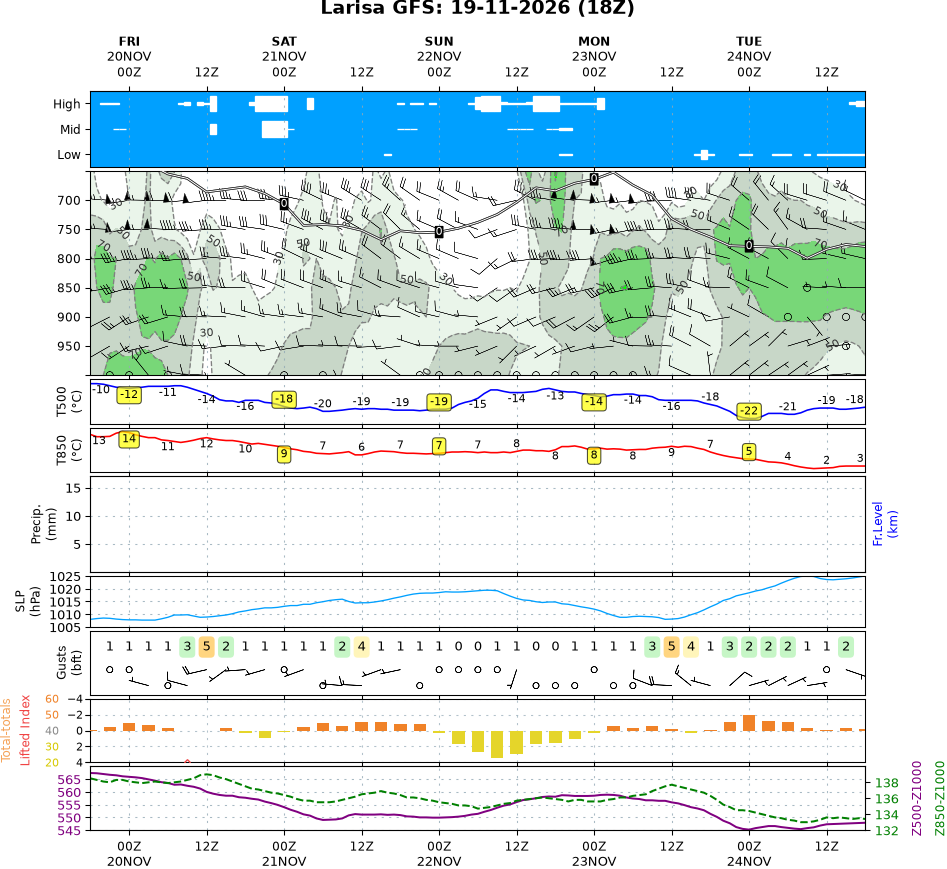 Larisa GFS: 19-11-2026 (18Z)
FRI SAT SUN MON TUE
20NOV 21NOV 22NOV 23NOV 24NOV
00Z 12Z 00Z 12Z 00Z 12Z 00Z 12Z 00Z 12Z
High
Mid
Low
700
750
800
850
900
950
0 0 0 0
T500
(°C)
-10 -12 -11 -14 -16 -18 -20 -19 -19 -19 -15 -14 -13 -14 -14 -16 -18 -22 -21 -19 -18
T850
(°C)
13 14 11 12 10 9 7 6 7 7 7 8 8 8 8 9 7 5 4 2 3
Precip.
(mm)
15
10
5
Fr.Level
(km)
SLP
(hPa)
1025
1020
1015
1010
1005
Gusts
(bft)
1 1 1 1 3 5 2 1 1 1 1 1 2 4 1 1 1 1 0 0 1 1 0 0 1 1 1 1 3 5 4 1 3 2 2 2 1 1 2
Total-totals
Lifted Index
60 −4
50 −2
40 0
30 2
20 4
565
560
555
550
545
138
136
134
132
Z500-Z1000
Z850-Z1000
00Z 12Z 00Z 12Z 00Z 12Z 00Z 12Z 00Z 12Z
20NOV 21NOV 22NOV 23NOV 24NOV